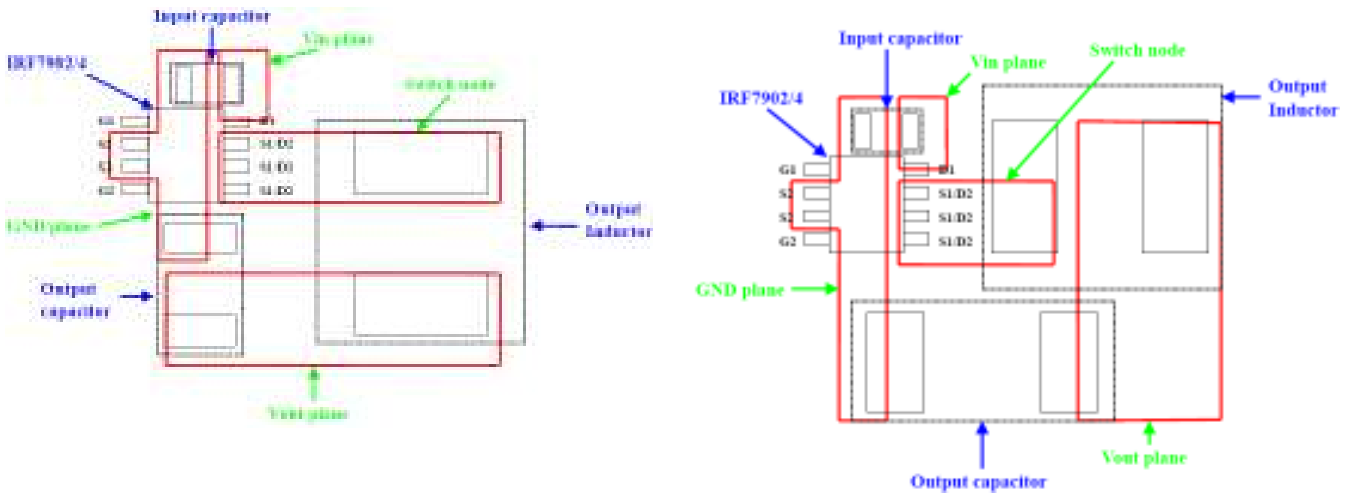 Input capacitor
Vin plane
IRF7902/4
Switch node
G1
D1
S2
S1/D2
S2
S1/D2
G2
S1/D2
GND plane
Output
Inductor
Output
capacitor
Vout plane
Input capacitor
Switch node
Vin plane
IRF7902/4
Output
Inductor
G1
D1
S2
S1/D2
S2
S1/D2
G2
S1/D2
GND plane
Vout plane
Output capacitor